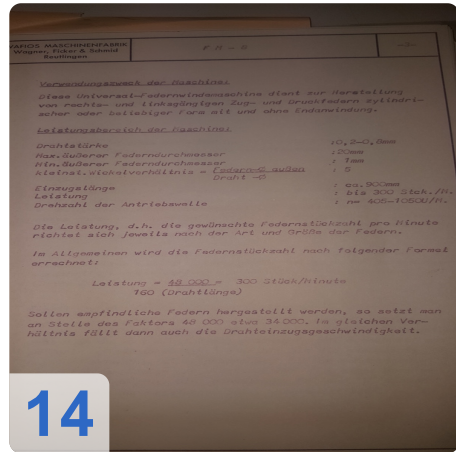 WAFIOS MASCHINENFABRIK
Wagner, Ficker & Schmid
Reutlingen
Verwendungszweck der Maschine:
Diese Universal-Federnwindemaschine dient zur Herstellung
von rechts- und linksgängigen Zug- und Druckfedern zylindri-
scher oder beliebiger Form mit und ohne Endanwindung.
Leistungsbereich der Maschine:
Drahtstärke :0,2-0,8mm
Max.äußerer Federndurchmesser : 20mm
Min.äußerer Federndurchmesser : 1mm
kleinst.Wickelverhältnis = Federn-∅ außen : 5
Draht -∅
Einzugslänge : ca.900mm
Leistung : bis 300 Stck./M.
Drehzahl der Antriebswelle : n= 405-1050U/M.
Die Leistung, d.h. die gewünschte Federnstückzahl pro Minute
richtet sich jeweils nach der Art und Größe der Federn.
Im Allgemeinen wird die Federnstückzahl nach folgender Formel
errechnet:
Leistung = 48 000 = 300 Stück/Minute
160 (Drahtlänge)
Sollen empfindliche Federn hergestellt werden, so setzt man
an Stelle des Faktors 48 000 etwa 34 000. Im gleichen Ver-
hältnis fällt dann auch die Drahteinzugsgeschwindigkeit.
14